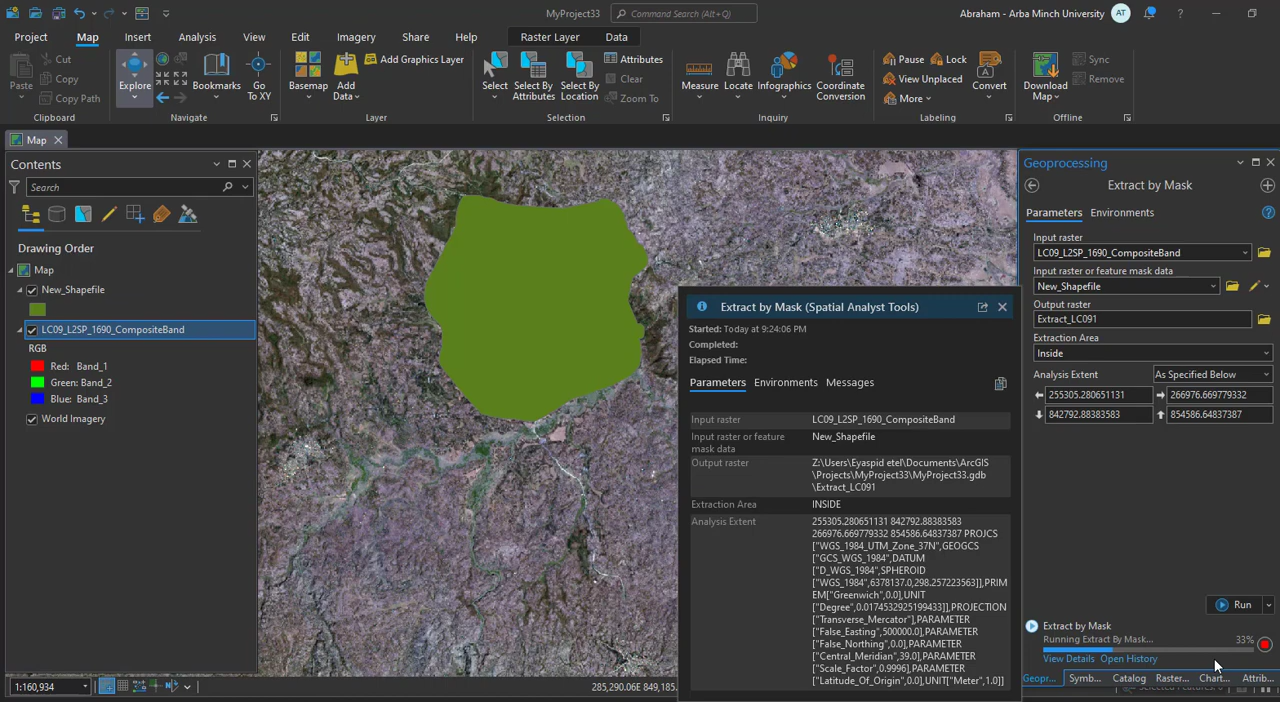 MyProject33
Command Search (Alt+Q)
Abraham - Arba Minch University
AT
Project
Map
Insert
Analysis
View
Edit
Imagery
Share
Help
Raster Layer
Data
Paste
Cut
Copy
Copy Path
Clipboard
Explore
Bookmarks
Go To XY
Navigate
Basemap
Add Data
Add Graphics Layer
Layer
Select
Select By Attributes
Select By Location
Attributes
Clear
Zoom To
Selection
Measure
Locate
Infographics
Coordinate Conversion
Inquiry
Pause
Lock
View Unplaced
More
Convert
Labeling
Download Map
Sync
Remove
Offline
Map
Contents
Search
Drawing Order
Map
New_Shapefile
LC09_L2SP_1690_CompositeBand
RGB
Red: Band_1
Green: Band_2
Blue: Band_3
World Imagery
1:160,934
285,290.06E 849,185.
Extract by Mask (Spatial Analyst Tools)
Started: Today at 9:24:06 PM
Completed:
Elapsed Time:
Parameters
Environments
Messages
Input raster LC09_L2SP_1690_CompositeBand
Input raster or feature mask data New_Shapefile
Output raster Z:\Users\Eyaspid etel\Documents\ArcGIS
\Projects\MyProject33\MyProject33.gdb
\Extract_LC091
Extraction Area INSIDE
Analysis Extent 255305.280651131 842792.88383583
266976.669779332 854586.64837387 PROJCS
["WGS_1984_UTM_Zone_37N",GEOGCS
["GCS_WGS_1984",DATUM
["D_WGS_1984",SPHEROID
["WGS_1984",6378137.0,298.257223563]],PRIM
EM["Greenwich",0.0],UNIT
["Degree",0.0174532925199433]],PROJECTION
["Transverse_Mercator"],PARAMETER
["False_Easting",500000.0],PARAMETER
["False_Northing",0.0],PARAMETER
["Central_Meridian",39.0],PARAMETER
["Scale_Factor",0.9996],PARAMETER
["Latitude_Of_Origin",0.0],UNIT["Meter",1.0]]
Geoprocessing
Extract by Mask
Parameters
Environments
Input raster
LC09_L2SP_1690_CompositeBand
Input raster or feature mask data
New_Shapefile
Output raster
Extract_LC091
Extraction Area
Inside
Analysis Extent
As Specified Below
255305.280651131
266976.669779332
842792.88383583
854586.64837387
Run
Extract by Mask
Running Extract By Mask...
33%
View Details
Open History
Geopr...
Symb...
Catalog
Raster...
Chart...
Attrib...
Selected Features: 0